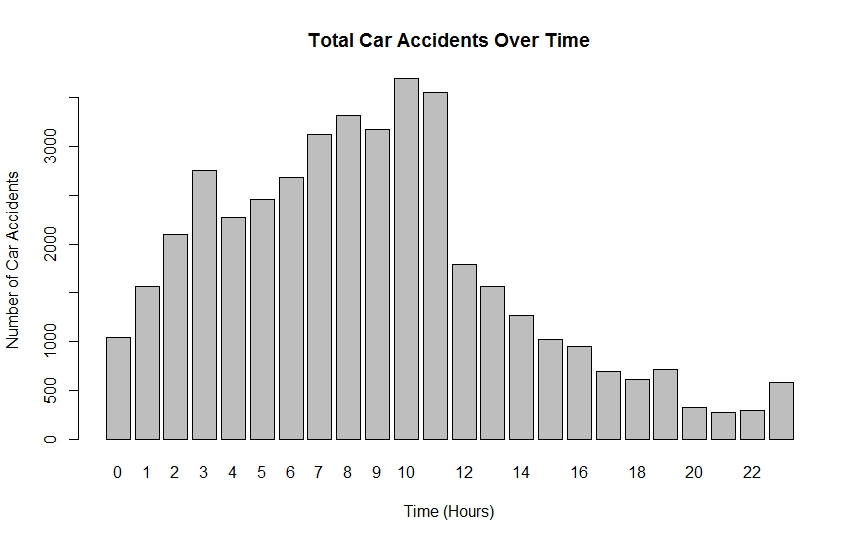 Total Car Accidents Over Time
Number of Car Accidents
3000
2000
1000
500
0
0 1 2 3 4 5 6 7 8 9 10 12 14 16 18 20 22
Time (Hours)